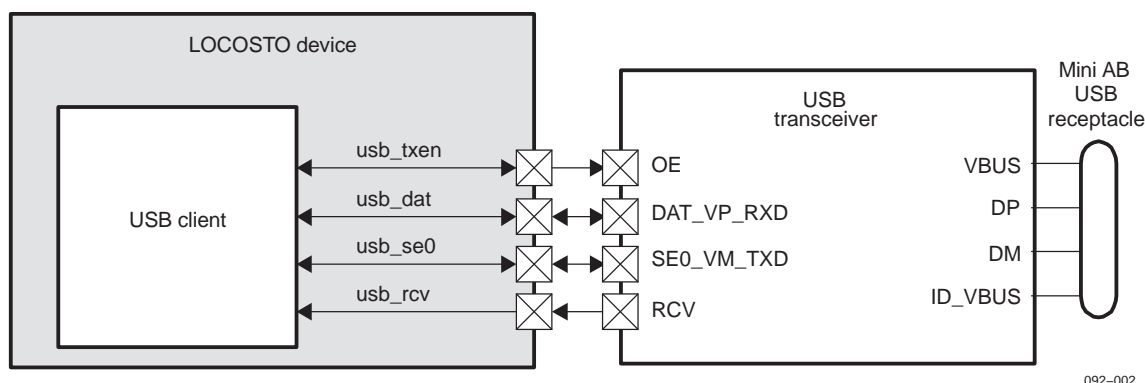 LOCOSTO device
USB client
usb_txen
usb_dat
usb_se0
usb_rcv
USB
transceiver
OE
DAT_VP_RXD
SE0_VM_TXD
RCV
VBUS
DP
DM
ID_VBUS
Mini AB
USB
receptacle
092–002